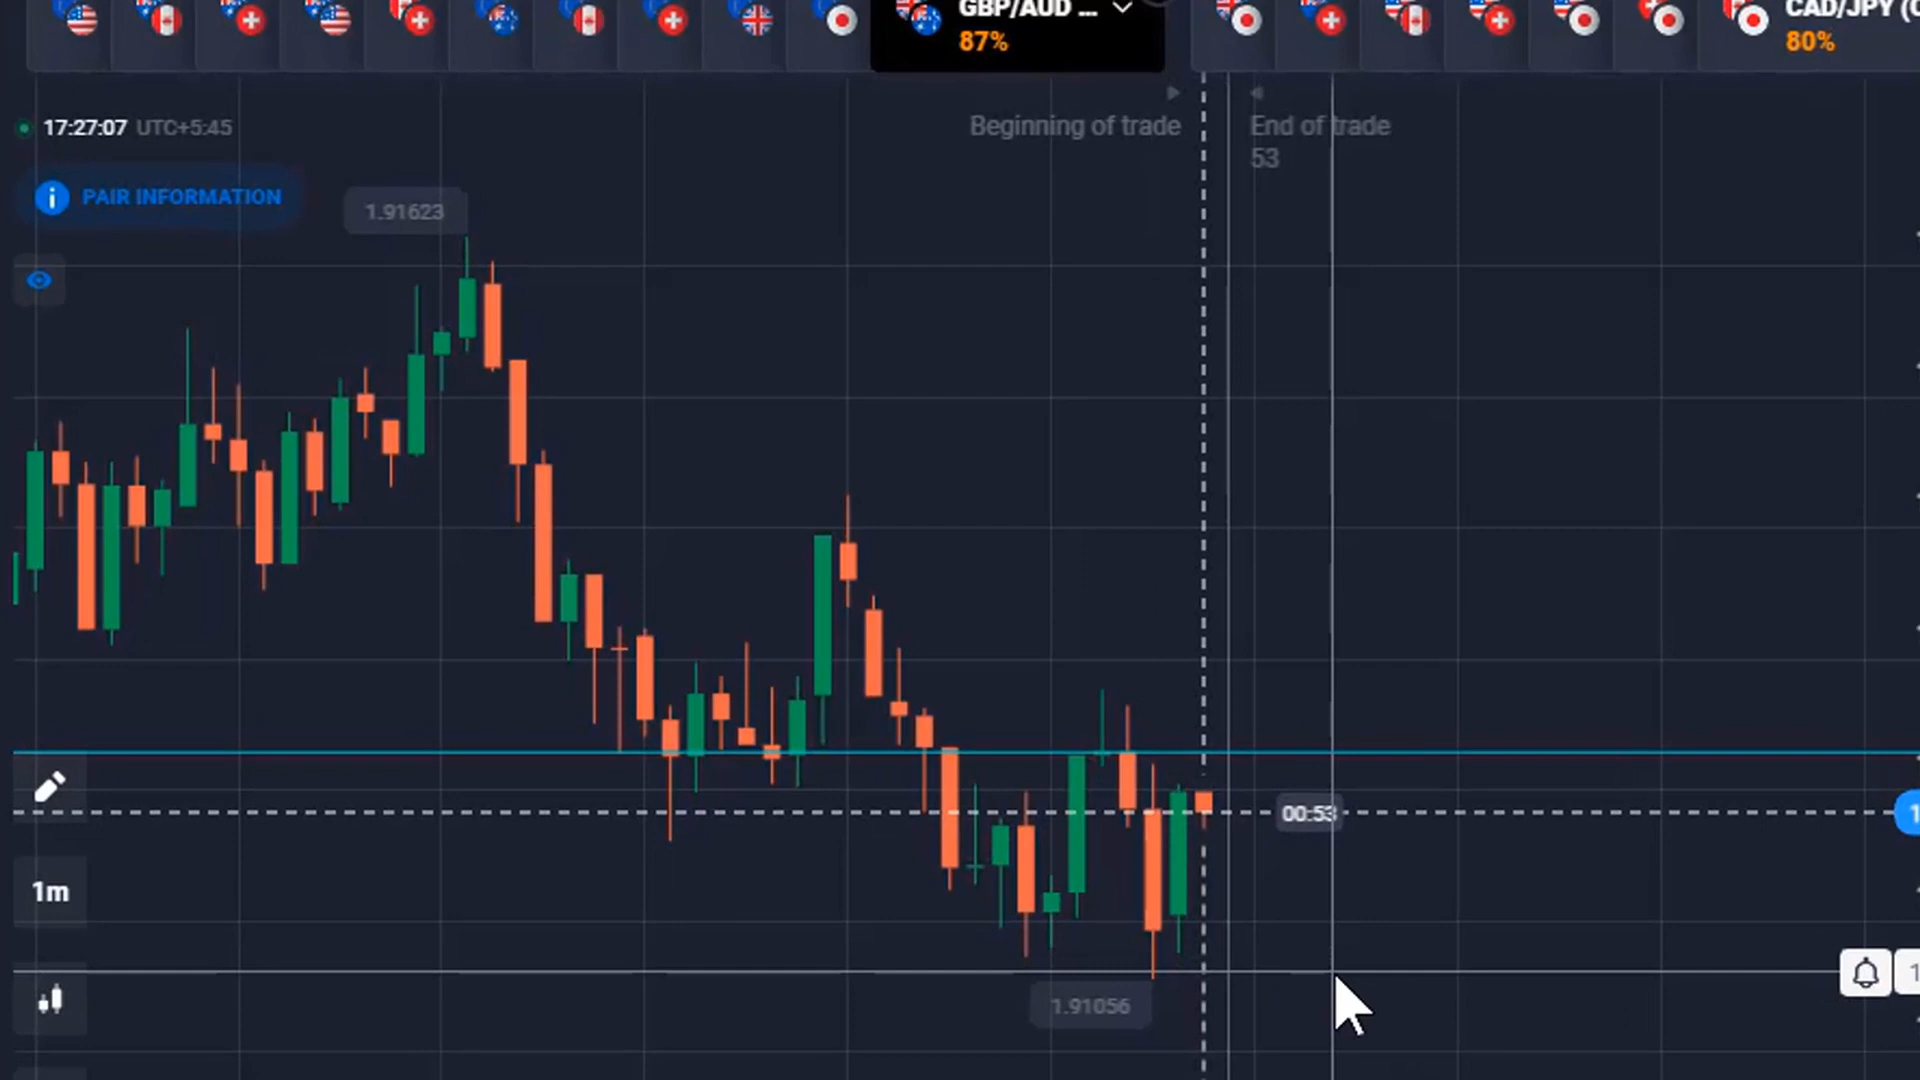 GBP/AUD ...
87%
CAD/JPY (
80%
17:27:07 UTC+5:45
Beginning of trade
End of trade
53
PAIR INFORMATION
1.91623
00:53
1m
1.91056